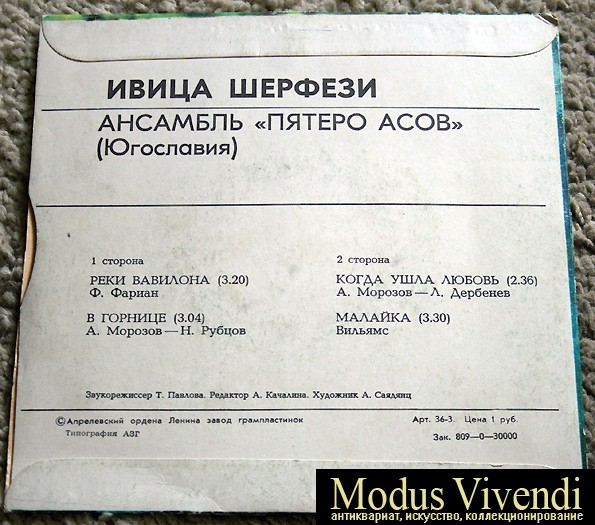 ИВИЦА ШЕРФЕЗИ
АНСАМБЛЬ «ПЯТЕРО АСОВ»
(Югославия)
1 сторона
РЕКИ ВАВИЛОНА (3.20)
Ф. Фариан
В ГОРНИЦЕ (3.04)
А. Морозов — Н. Рубцов
2 сторона
КОГДА УШЛА ЛЮБОВЬ (2.36)
А. Морозов — Л. Дербенев
МАЛАЙКА (3.30)
Вильямс
Звукорежиссер Т. Павлова. Редактор А. Качалина. Художник А. Саядянц
© Апрелевский ордена Ленина завод грампластинок
Типография АЗГ
Арт. 36-3. Цена 1 руб.
Зак. 809—0—30000
Modus Vivendi
антиквариат, искусство, коллекционирование